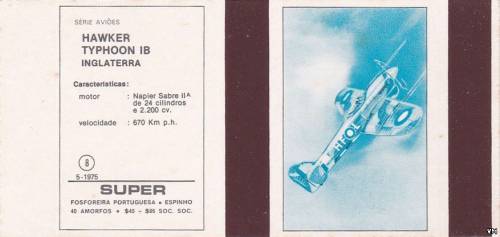 SÉRIE AVIÕES
HAWKER
TYPHOON IB
INGLATERRA
Características:
motor : Napier Sabre IIA
de 24 cilindros
e 2.200 cv.
velocidade : 670 Km p.h.
8
5-1975
SUPER
FOSFOREIRA PORTUGUESA • ESPINHO
40 AMORFOS • $40 - $05 SOC. SOC.